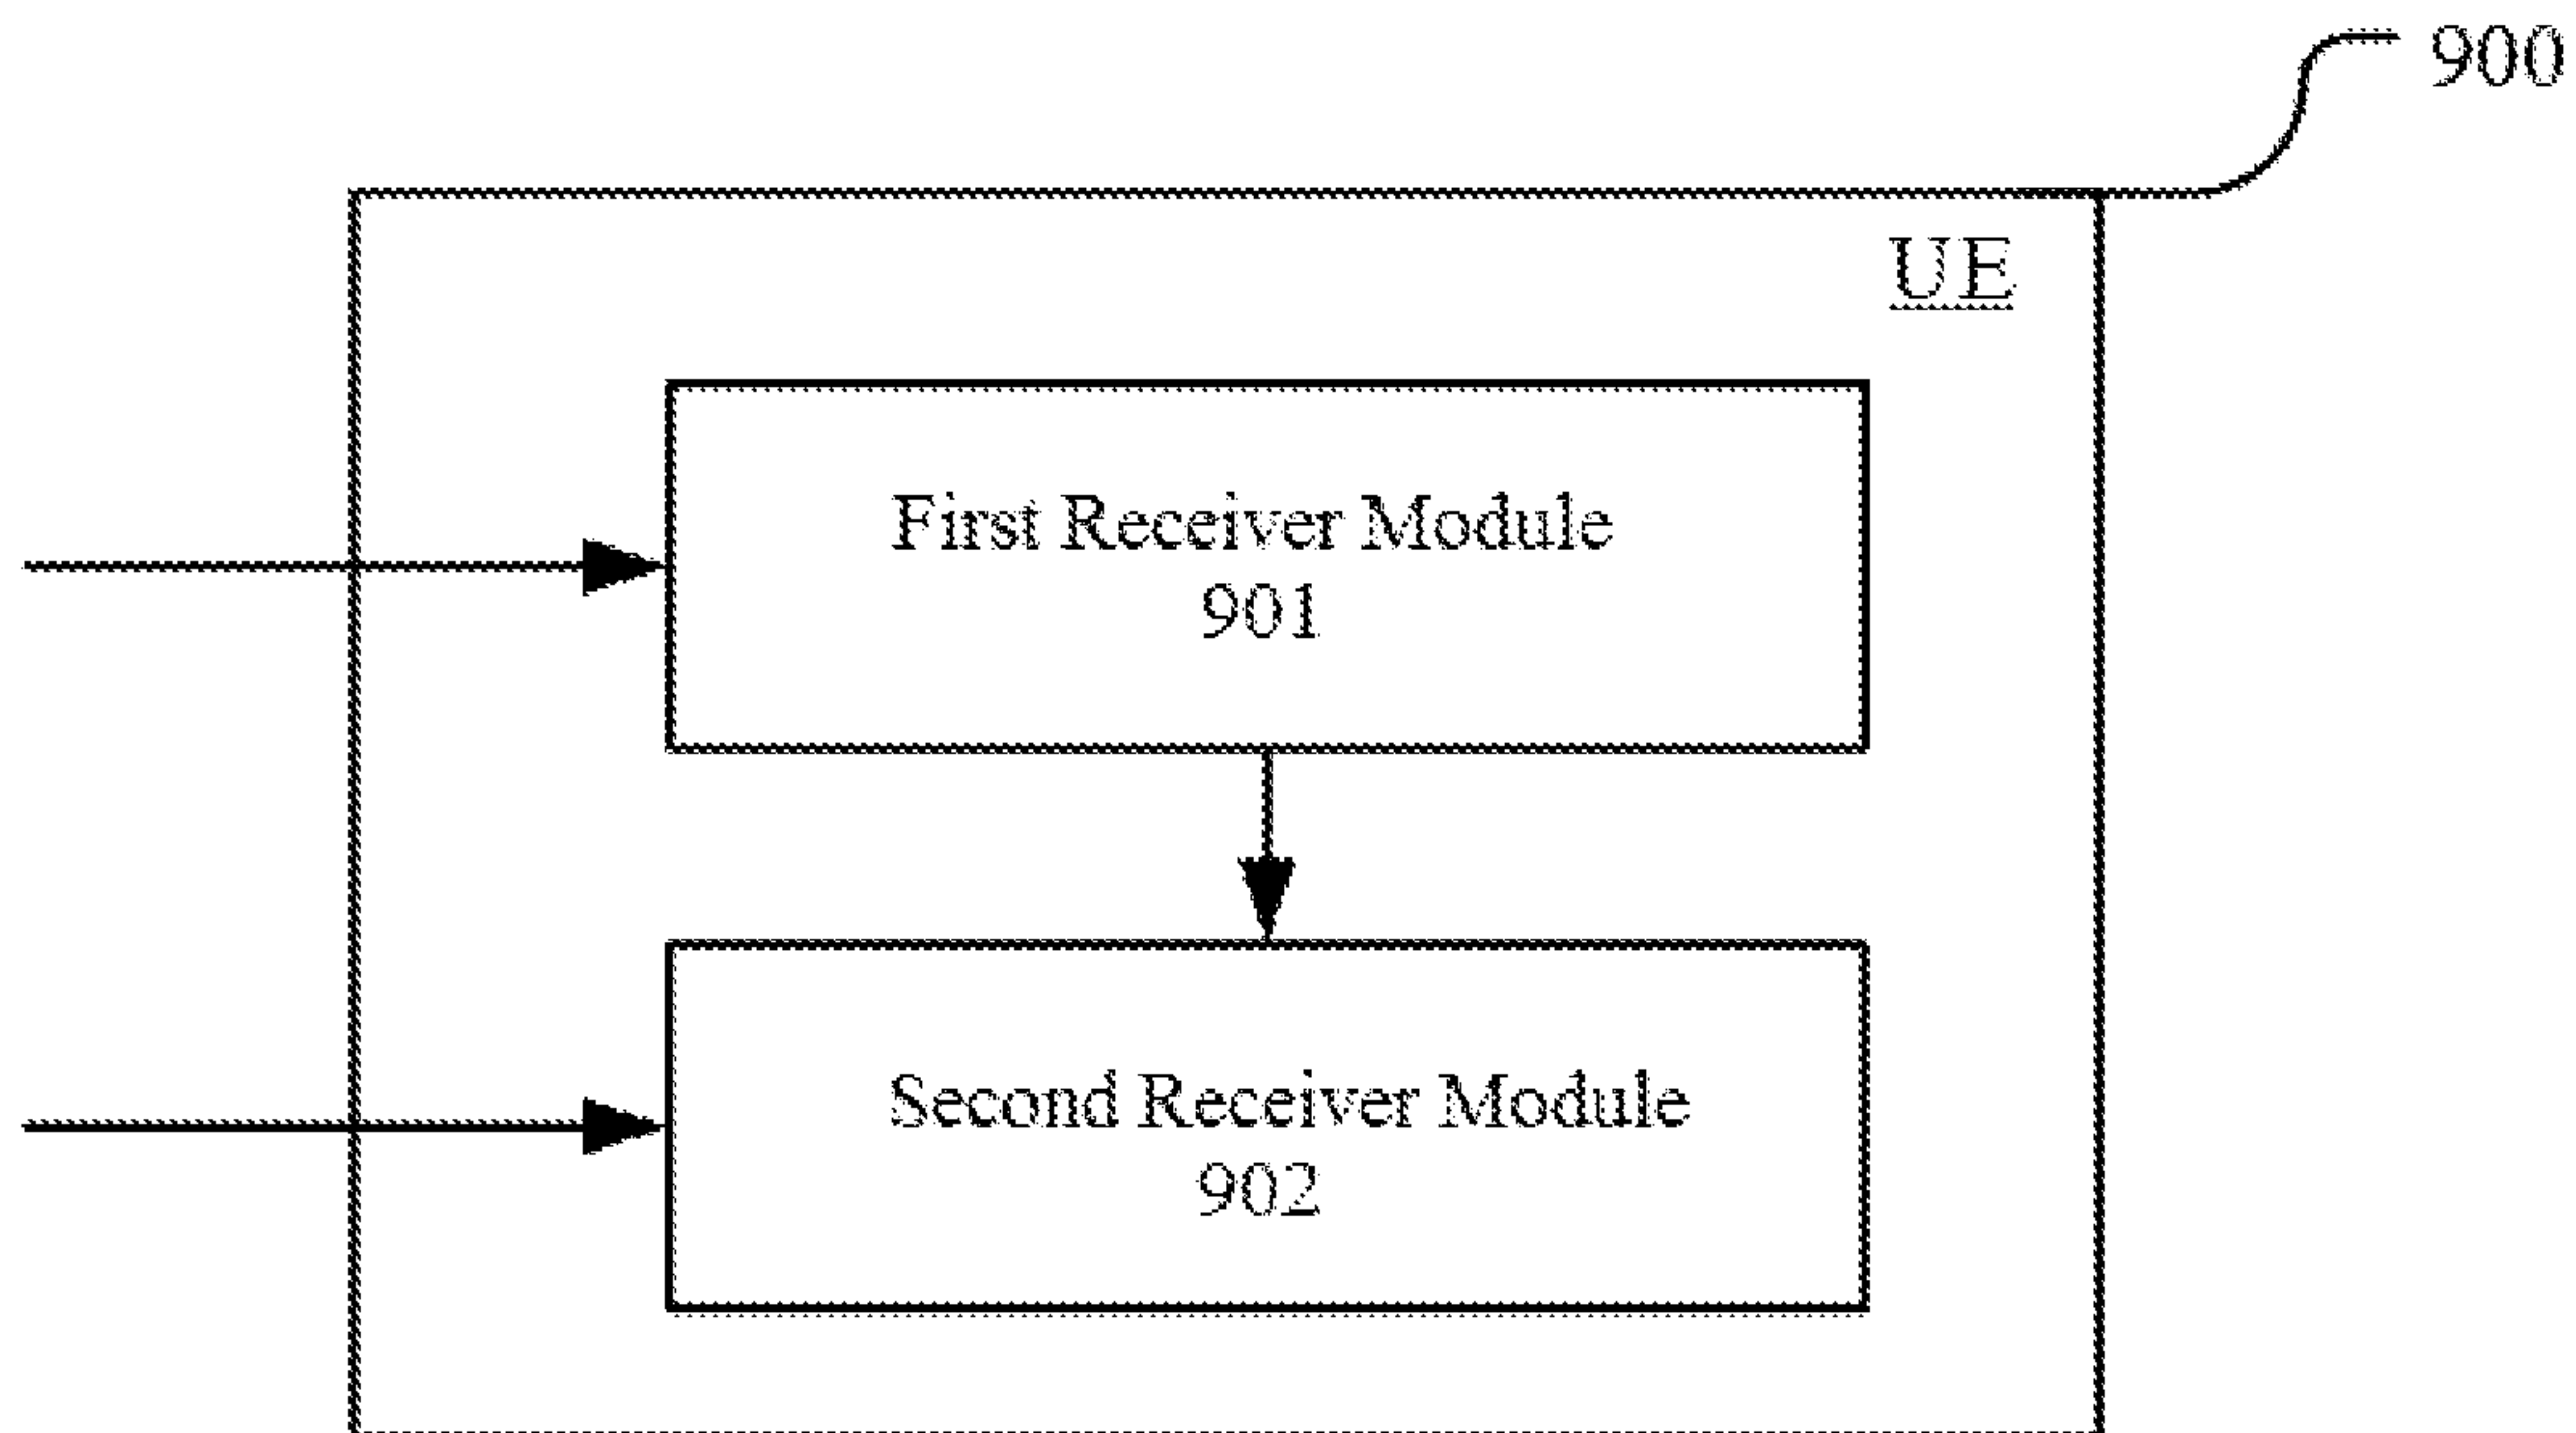 900
UE
First Receiver Module
901
Second Receiver Module
902